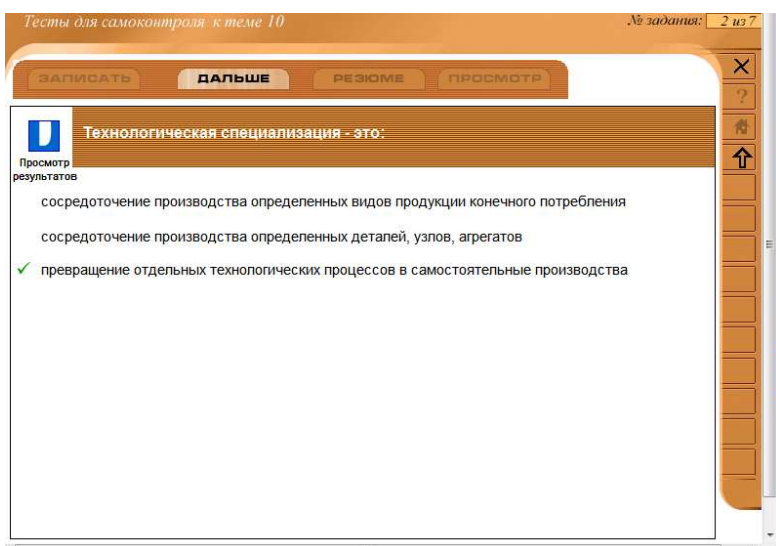 Тесты для самоконтроля к теме 10
№ задания: 2 из 7
ЗАПИСАТЬ ДАЛЬШЕ РЕЗЮМЕ ПРОСМОТР
?
Технологическая специализация - это:
Просмотр
результатов
сосредоточение производства определенных видов продукции конечного потребления
сосредоточение производства определенных деталей, узлов, агрегатов
превращение отдельных технологических процессов в самостоятельные производства